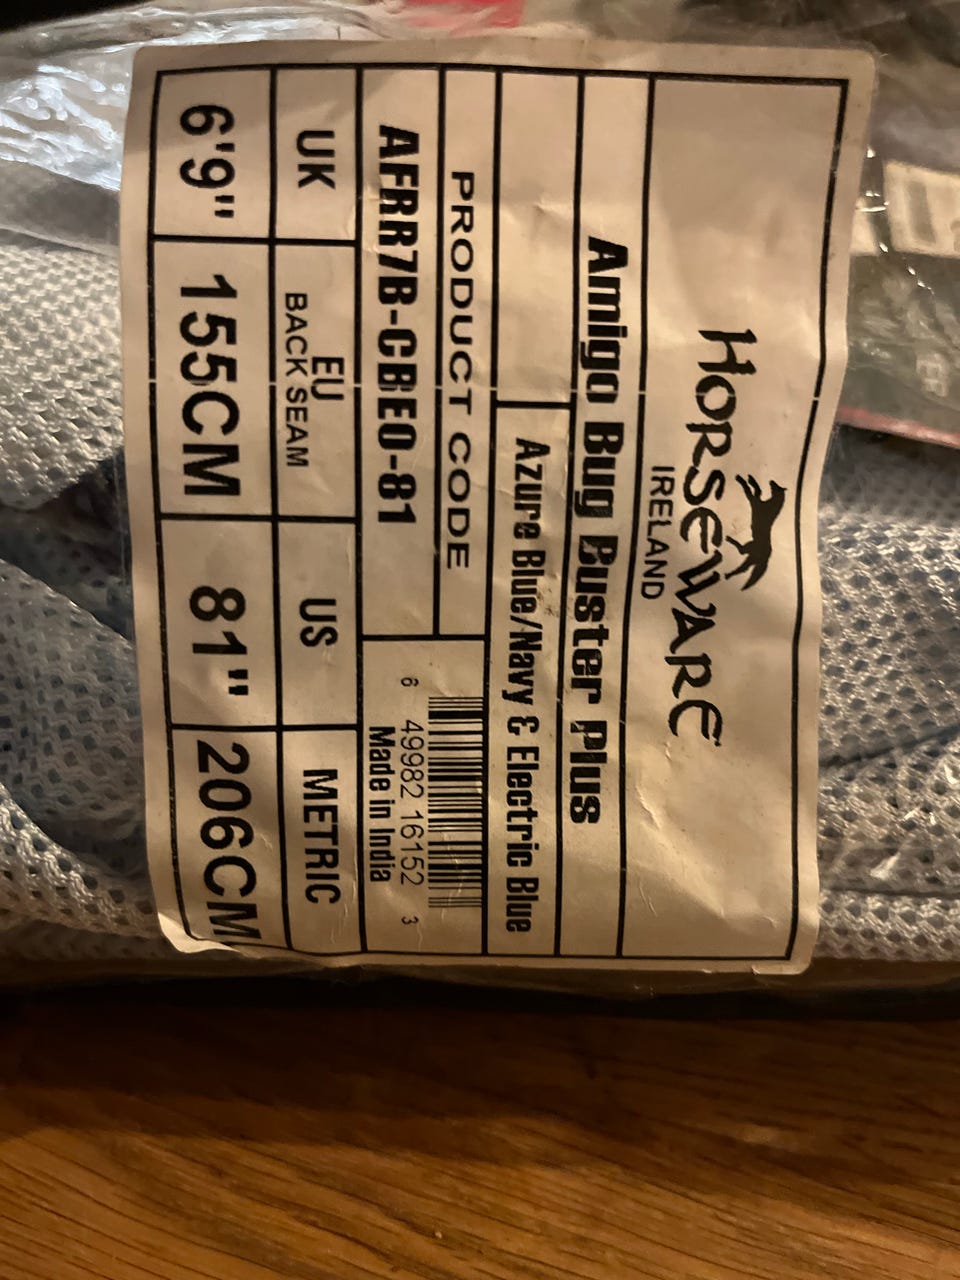 HORSEWARE
IRELAND
Amigo Bug Buster Plus
Azure Blue/Navy & Electric Blue
PRODUCT CODE
AFRR7B-CBE0-81
6 49982 16152 3
Made in India
UK
EU
BACK SEAM
US
METRIC
6'9"
155CM
81"
206CM